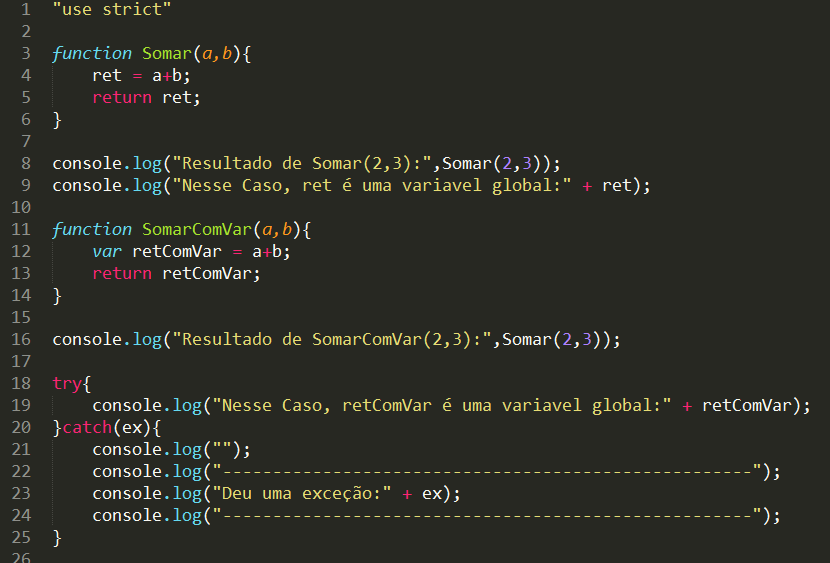 1 "use strict"
2
3 function Somar(a,b){
4     ret = a+b;
5     return ret;
6 }
7
8 console.log("Resultado de Somar(2,3):",Somar(2,3));
9 console.log("Nesse Caso, ret é uma variavel global:" + ret);
10
11 function SomarComVar(a,b){
12     var retComVar = a+b;
13     return retComVar;
14 }
15
16 console.log("Resultado de SomarComVar(2,3):",Somar(2,3));
17
18 try{
19     console.log("Nesse Caso, retComVar é uma variavel global:" + retComVar);
20 }catch(ex){
21     console.log("");
22     console.log("-----------------------------------------------------");
23     console.log("Deu uma exceção:" + ex);
24     console.log("-----------------------------------------------------");
25 }
26